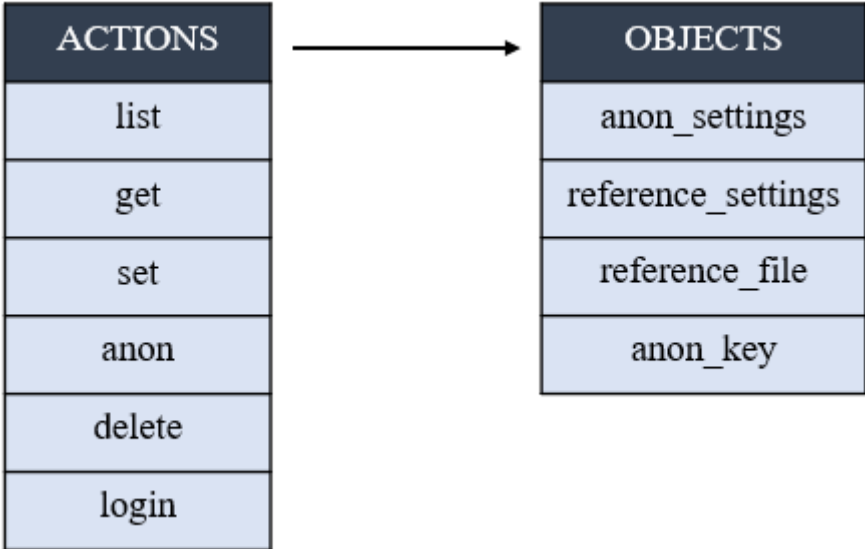 ACTIONS
list
get
set
anon
delete
login
OBJECTS
anon_settings
reference_settings
reference_file
anon_key